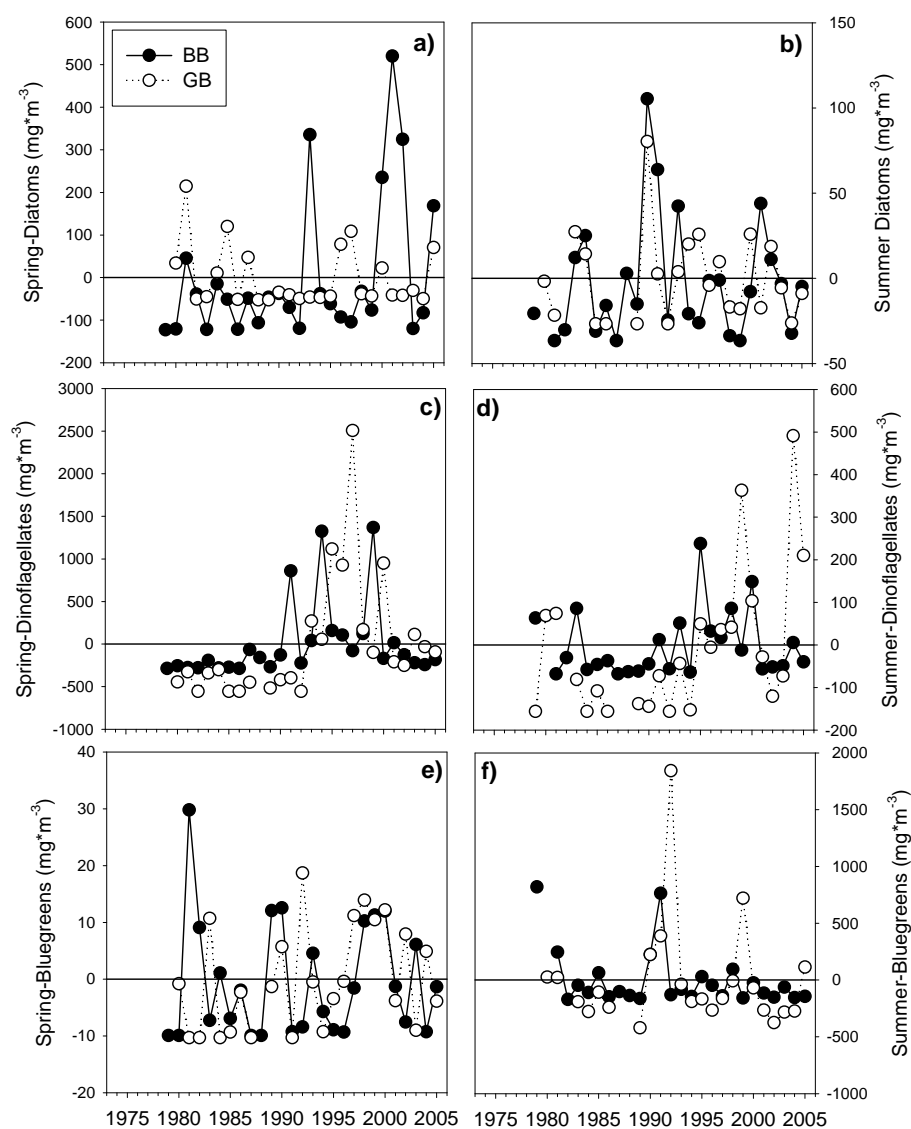 600
500
400
300
200
100
0
-100
-200
Spring-Diatoms (mg*m-3)
BB
GB
a)
b)
150
100
50
0
-50
Summer Diatoms (mg*m-3)
3000
2500
2000
1500
1000
500
0
-500
-1000
Spring-Dinoflagellates (mg*m-3)
c)
d)
600
500
400
300
200
100
0
-100
-200
Summer-Dinoflagellates (mg*m-3)
40
30
20
10
0
-10
-20
Spring-Bluegreens (mg*m-3)
e)
f)
2000
1500
1000
500
0
-500
-1000
Summer-Bluegreens (mg*m-3)
1975 1980 1985 1990 1995 2000 2005
1975 1980 1985 1990 1995 2000 2005